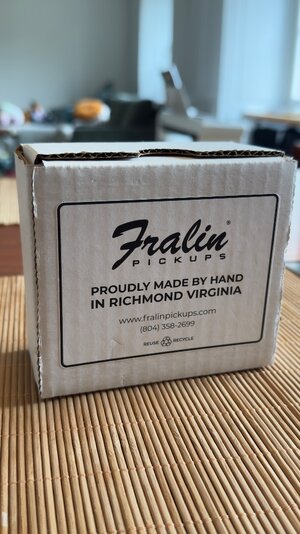 Fralin®
PICKUPS
PROUDLY MADE BY HAND
IN RICHMOND VIRGINIA
www.fralinpickups.com
(804) 358-2699
REUSE RECYCLE